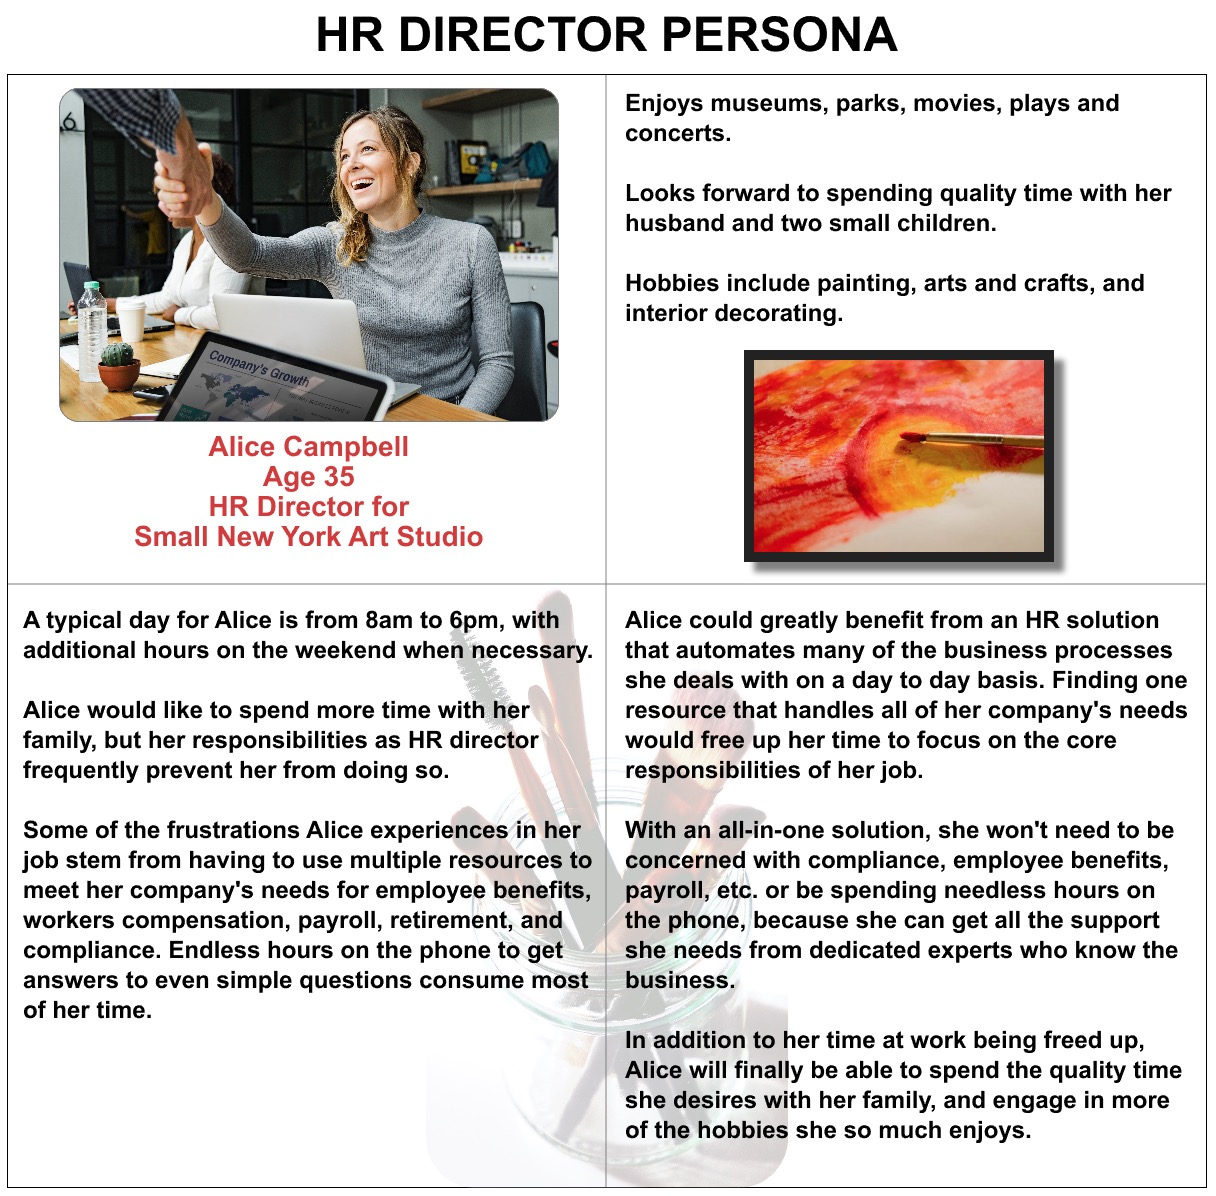 HR DIRECTOR PERSONA
6
Company's Growth
Alice Campbell
Age 35
HR Director for
Small New York Art Studio
Enjoys museums, parks, movies, plays and
concerts.
Looks forward to spending quality time with her
husband and two small children.
Hobbies include painting, arts and crafts, and
interior decorating.
A typical day for Alice is from 8am to 6pm, with
additional hours on the weekend when necessary.
Alice would like to spend more time with her
family, but her responsibilities as HR director
frequently prevent her from doing so.
Some of the frustrations Alice experiences in her
job stem from having to use multiple resources to
meet her company's needs for employee benefits,
workers compensation, payroll, retirement, and
compliance. Endless hours on the phone to get
answers to even simple questions consume most
of her time.
Alice could greatly benefit from an HR solution
that automates many of the business processes
she deals with on a day to day basis. Finding one
resource that handles all of her company's needs
would free up her time to focus on the core
responsibilities of her job.
With an all-in-one solution, she won't need to be
concerned with compliance, employee benefits,
payroll, etc. or be spending needless hours on
the phone, because she can get all the support
she needs from dedicated experts who know the
business.
In addition to her time at work being freed up,
Alice will finally be able to spend the quality time
she desires with her family, and engage in more
of the hobbies she so much enjoys.